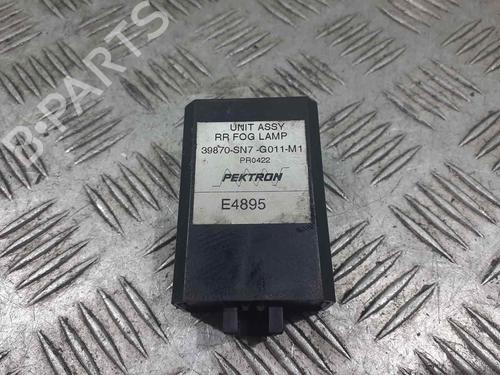 B-PARTS
UNIT ASSY
RR FOG LAMP
39870-SN7 -G011-M1
PR0422
PEKTRON
E4895